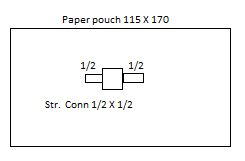 Paper pouch 115 X 170
1/2 1/2
Str. Conn 1/2 X 1/2